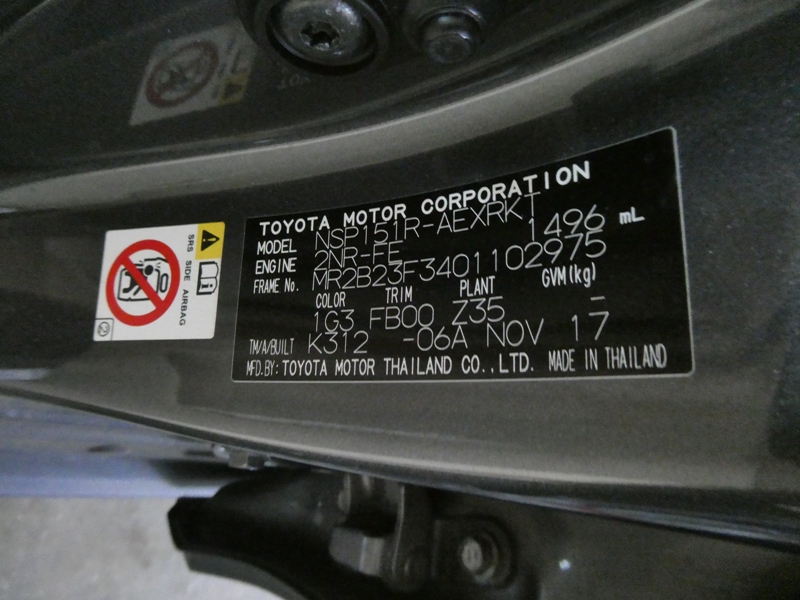 TOYOTA MOTOR CORPORATION
MODEL NSP151R-AEXRKT
ENGINE 2NR-FE 1496 mL
FRAME No. MR2B23F3401102975
COLOR TRIM PLANT GVM(kg)
1G3 FB00 Z35 –
TM/A/BUILT K312 -06A NOV 17
MFD.BY: TOYOTA MOTOR THAILAND CO.,LTD. MADE IN THAILAND
SRS SIDE AIRBAG